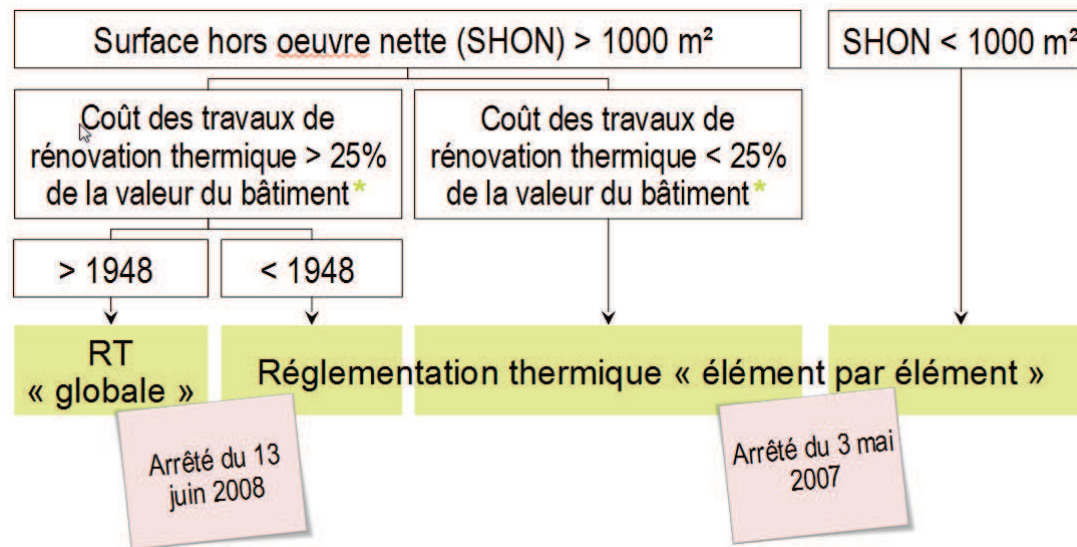 Surface hors oeuvre nette (SHON) > 1000 m²
SHON < 1000 m²
Coût des travaux de
rénovation thermique > 25%
de la valeur du bâtiment*
Coût des travaux de
rénovation thermique < 25%
de la valeur du bâtiment*
> 1948
< 1948
RT
« globale »
Réglementation thermique « élément par élément »
Arrêté du 13
juin 2008
Arrêté du 3 mai
2007